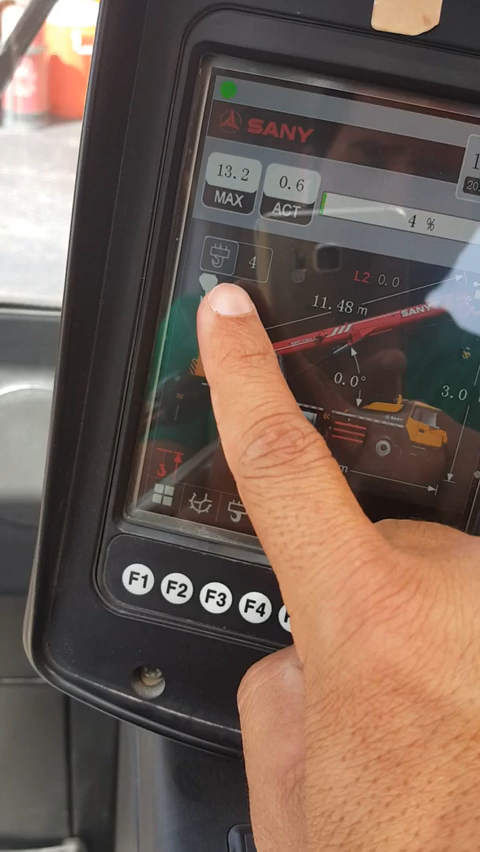 SANY
13.2
MAX
0.6
ACT
4 %
4
L2: 0.0
11.48 m
SANY
0.0°
3.0
m
F1
F2
F3
F4